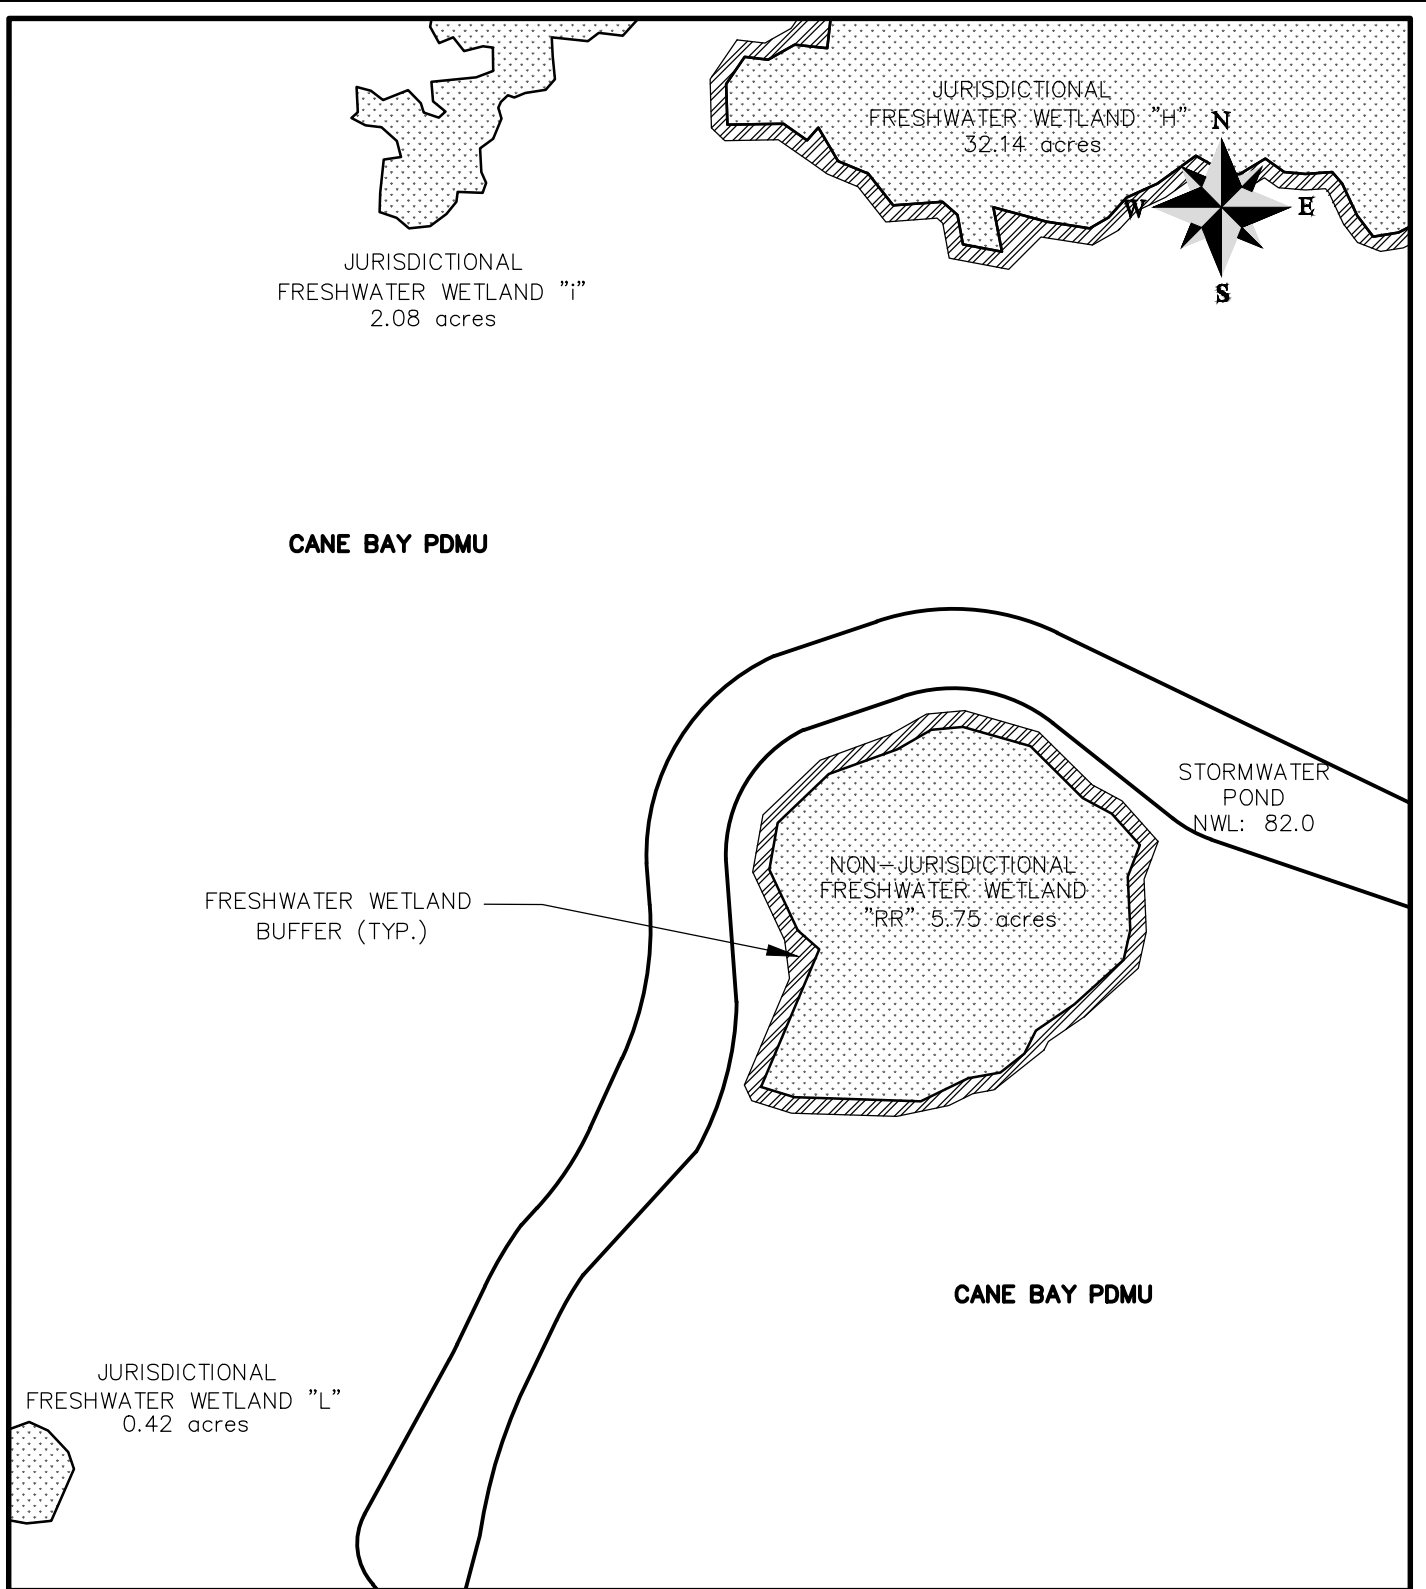 JURISDICTIONAL
FRESHWATER WETLAND "H"
32.14 acres
N
W
E
S
JURISDICTIONAL
FRESHWATER WETLAND "i"
2.08 acres
CANE BAY PDMU
STORMWATER
POND
NWL: 82.0
NON-JURISDICTIONAL
FRESHWATER WETLAND
"RR" 5.75 acres
FRESHWATER WETLAND
BUFFER (TYP.)
CANE BAY PDMU
JURISDICTIONAL
FRESHWATER WETLAND "L"
0.42 acres